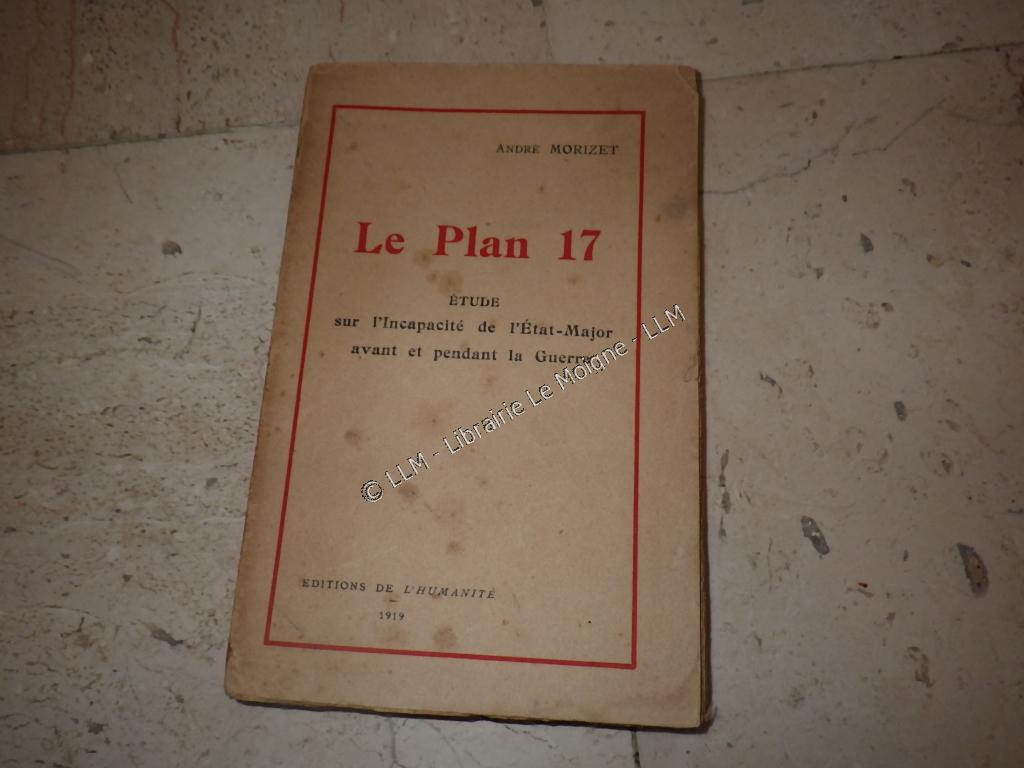 André MORIZET
Le Plan 17
ÉTUDE
sur l'Incapacité de l'État-Major
avant et pendant la Guerre
© LLM - Librairie Le Moigne - LLM
EDITIONS DE L'HUMANITÉ
1919